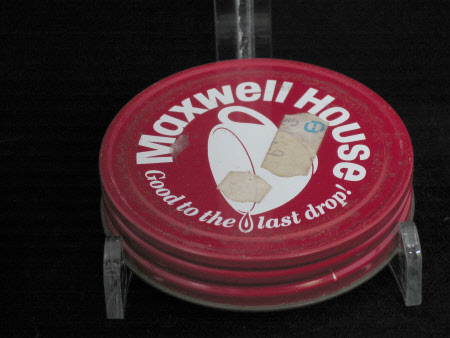 Maxwell House
Good to the last drop!